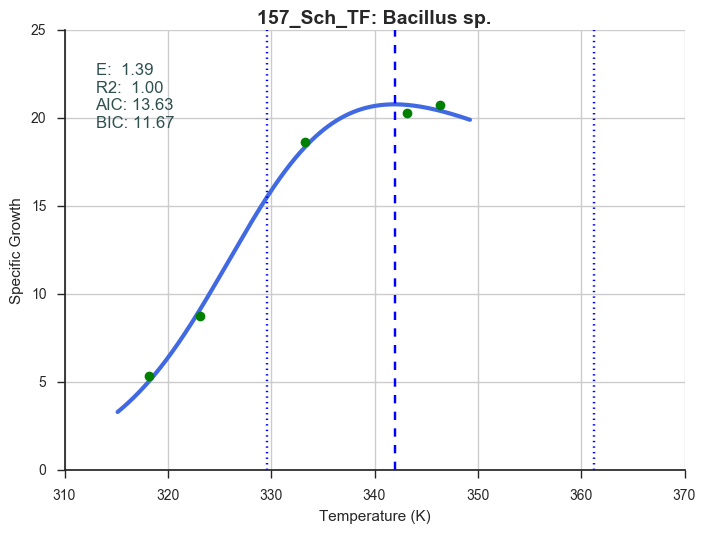 157_Sch_TF: Bacillus sp.
E: 1.39
R2: 1.00
AIC: 13.63
BIC: 11.67
25
20
15
10
5
0
Specific Growth
310 320 330 340 350 360 370
Temperature (K)